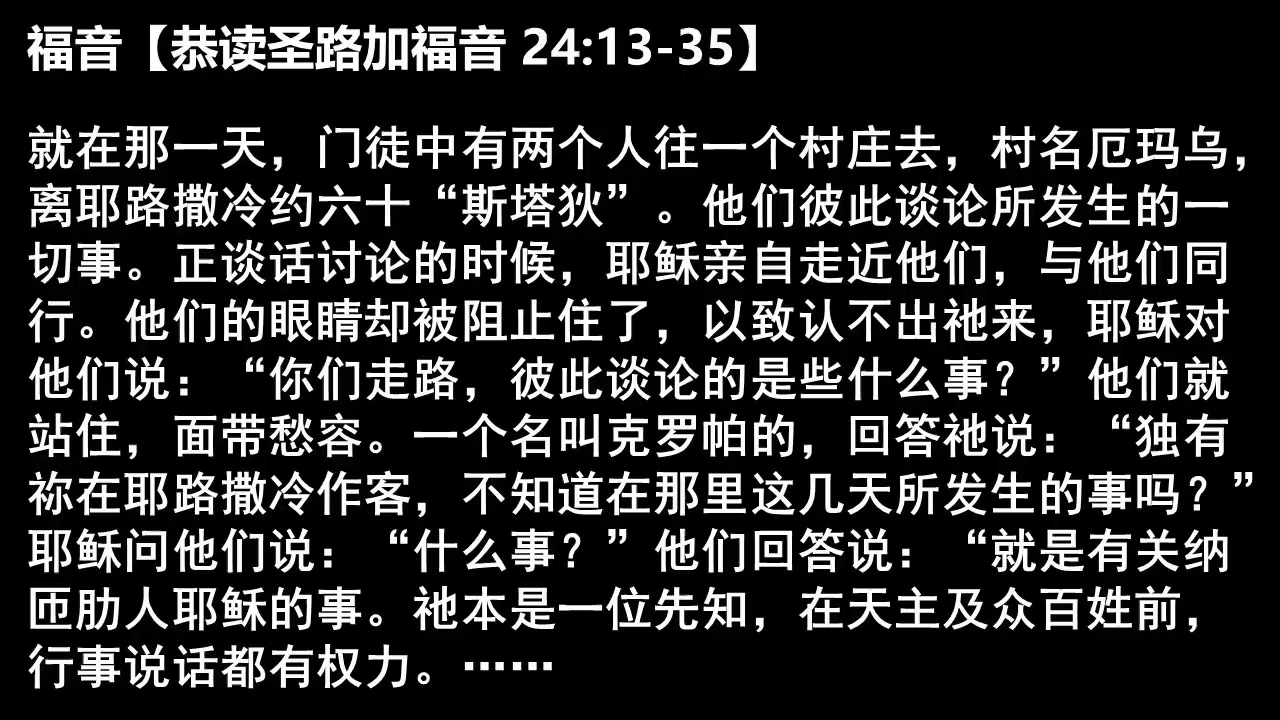 福音【恭读圣路加福音 24:13-35】
就在那一天，门徒中有两个人往一个村庄去，村名厄玛乌，
离耶路撒冷约六十“斯塔狄”。他们彼此谈论所发生的一
切事。正谈话讨论的时候，耶稣亲自走近他们，与他们同
行。他们的眼睛却被阻止住了，以致认不出祂来，耶稣对
他们说：“你们走路，彼此谈论的是些什么事？”他们就
站住，面带愁容。一个名叫克罗帕的，回答祂说：“独有
祢在耶路撒冷作客，不知道在那里这几天所发生的事吗？”
耶稣问他们说：“什么事？”他们回答说：“就是有关纳
匝肋人耶稣的事。祂本是一位先知，在天主及众百姓前，
行事说话都有权力。……